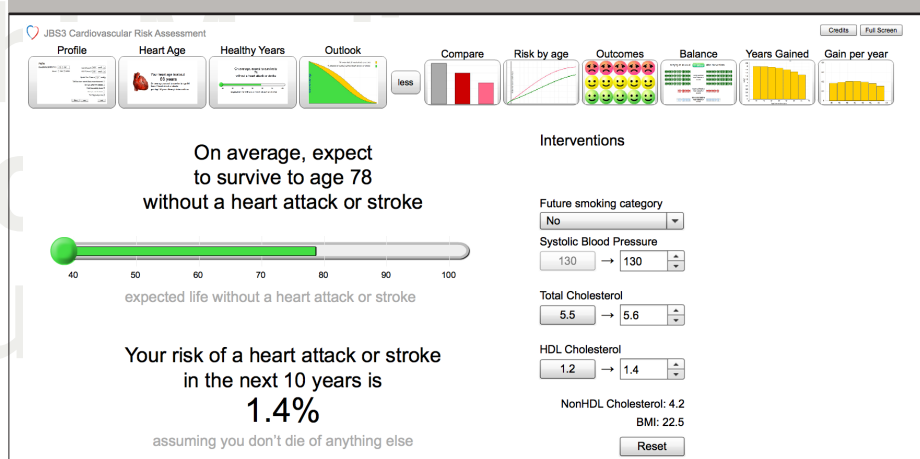 JBS3 Cardiovascular Risk Assessment
Credits
Full Screen
Profile
Heart Age
Healthy Years
Outlook
less
Compare
Risk by age
Outcomes
Balance
Years Gained
Gain per year
On average, expect
to survive to age 78
without a heart attack or stroke
40 50 60 70 80 90 100
expected life without a heart attack or stroke
Your risk of a heart attack or stroke
in the next 10 years is
1.4%
assuming you don't die of anything else
Interventions
Future smoking category
No
Systolic Blood Pressure
130 → 130
Total Cholesterol
5.5 → 5.6
HDL Cholesterol
1.2 → 1.4
NonHDL Cholesterol: 4.2
BMI: 22.5
Reset